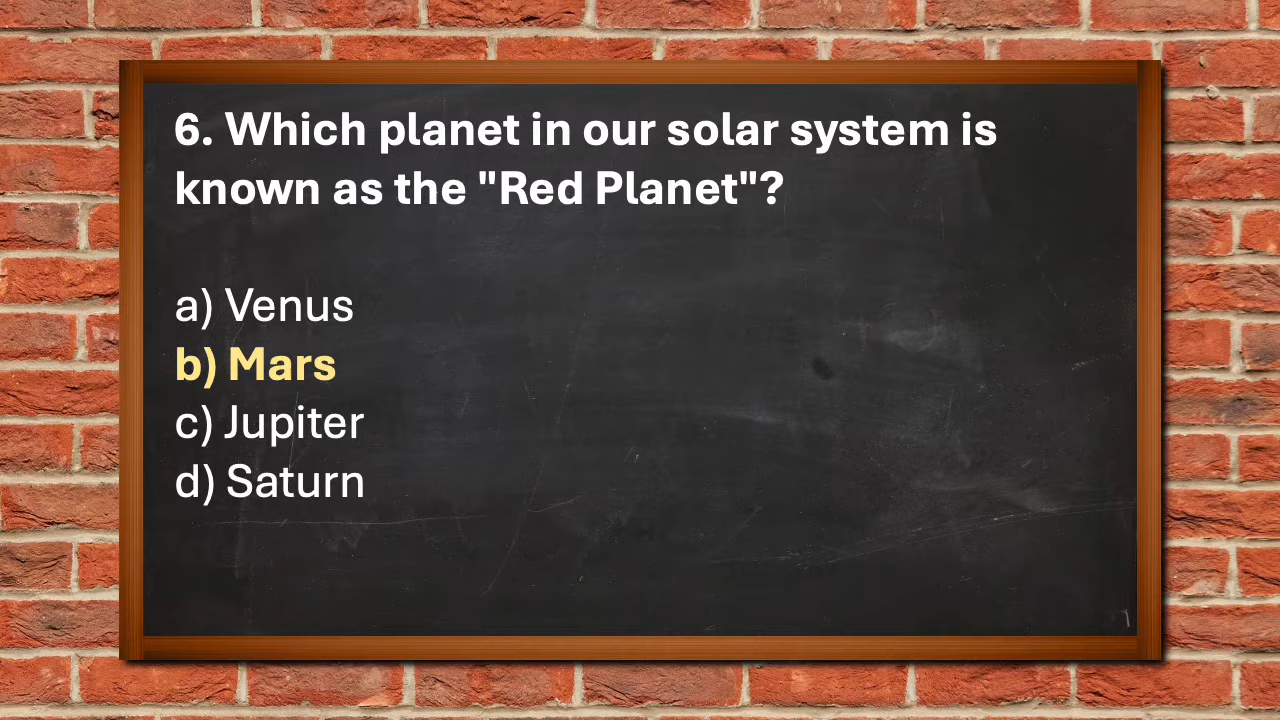 6. Which planet in our solar system is
known as the "Red Planet"?
a) Venus
b) Mars
c) Jupiter
d) Saturn